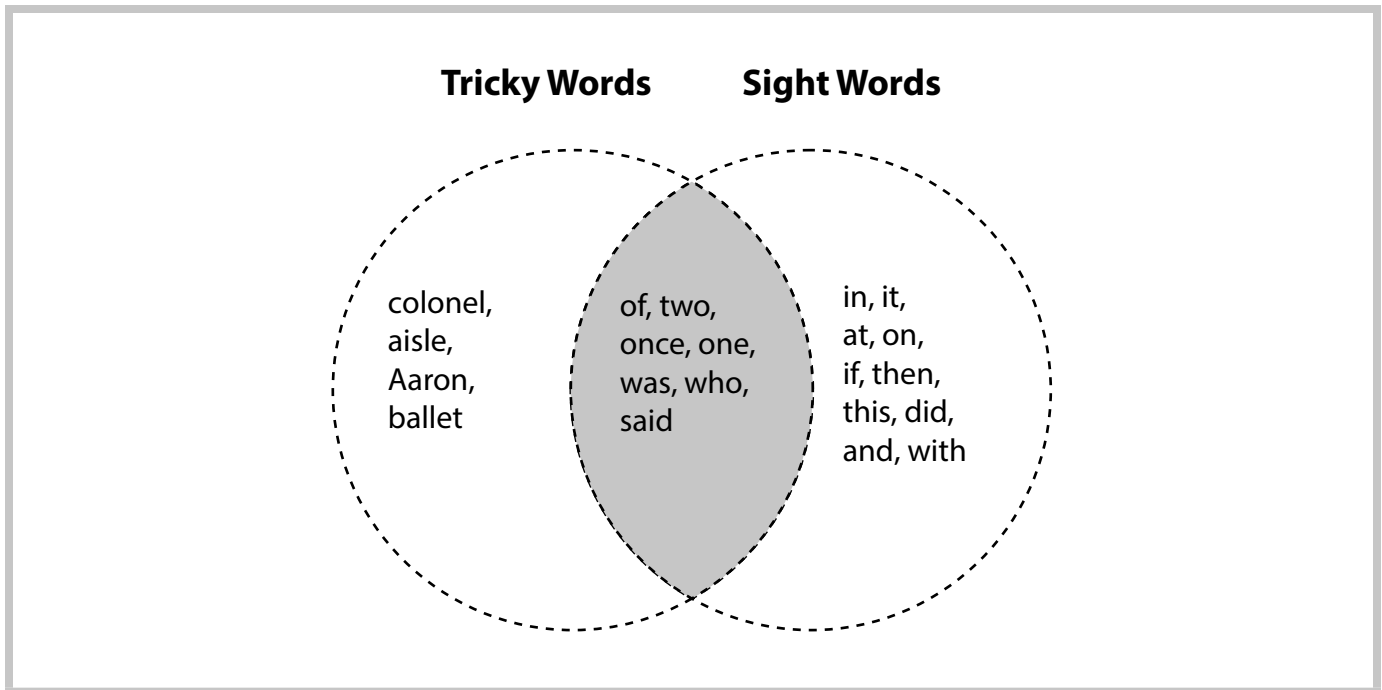 Tricky Words
Sight Words
colonel,
aisle,
Aaron,
ballet
of, two,
once, one,
was, who,
said
in, it,
at, on,
if, then,
this, did,
and, with